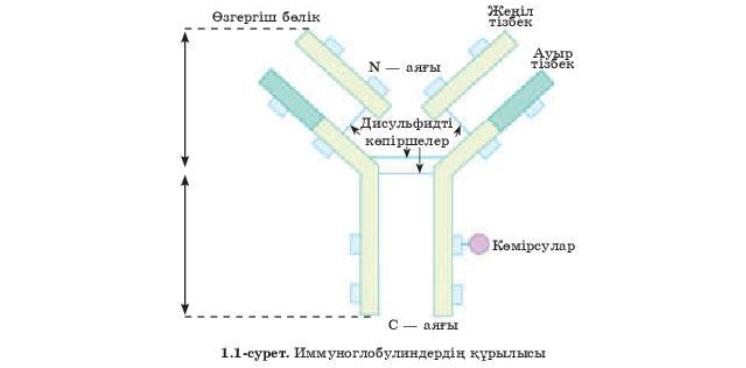 Өзгергіш бөлік
Жеңіл
тізбек
Ауыр
тізбек
N — аяғы
Дисульфидті
көпіршелер
Көмірсулар
C — аяғы
1.1-сурет. Иммуноглобулиндердің құрылысы